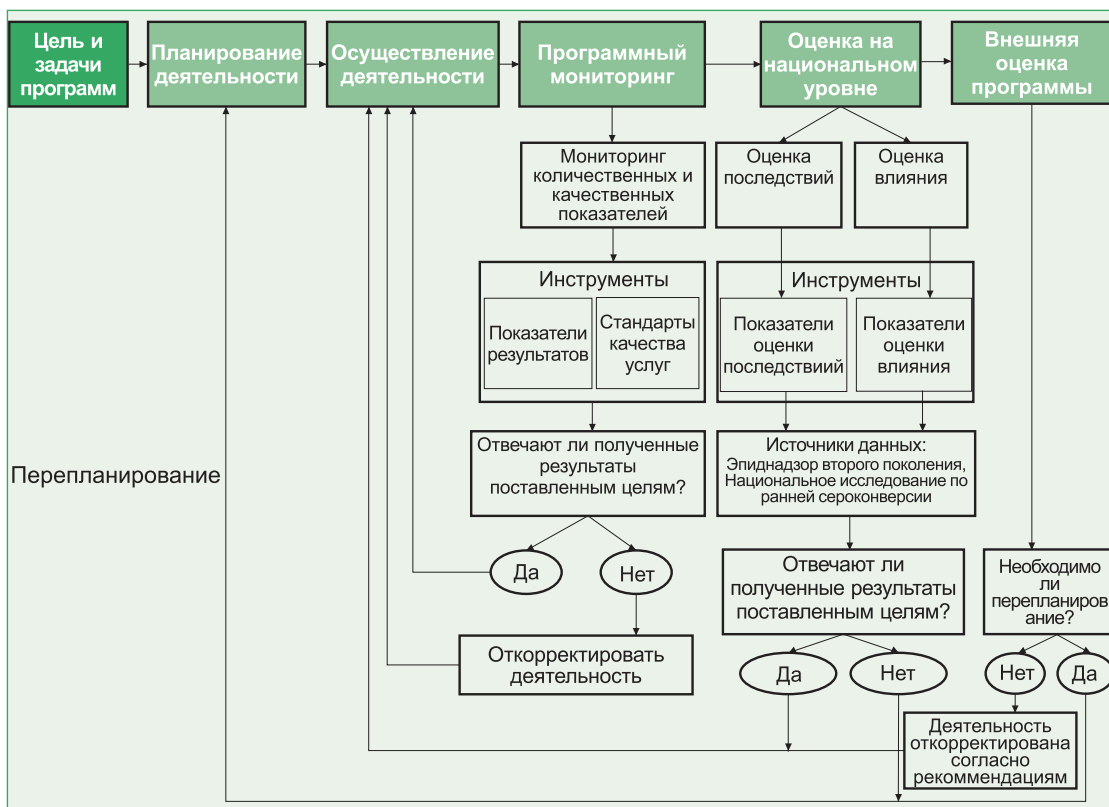 Цель и
задачи
программ
Планирование
деятельности
Осуществление
деятельности
Программный
мониторинг
Оценка на
национальном
уровне
Внешняя
оценка
программы
Мониторинг
количественных и
качественных
показателей
Оценка
последствий
Оценка
влияния
Инструменты
Показатели
результатов
Стандарты
качества
услуг
Инструменты
Показатели
оценки
последствиий
Показатели
оценки
влияния
Отвечают ли полученные
результаты
поставленным целям?
Источники данных:
Эпиднадзор второго поколения,
Национальное исследование по
ранней сероконверсии
Перепланирование
Да
Нет
Отвечают ли
полученные результаты
поставленным целям?
Необходимо
ли
перепланиров
ание?
Откорректировать
деятельность
Да
Нет
Нет
Да
Деятельность
откорректирована
согласно
рекомендациям